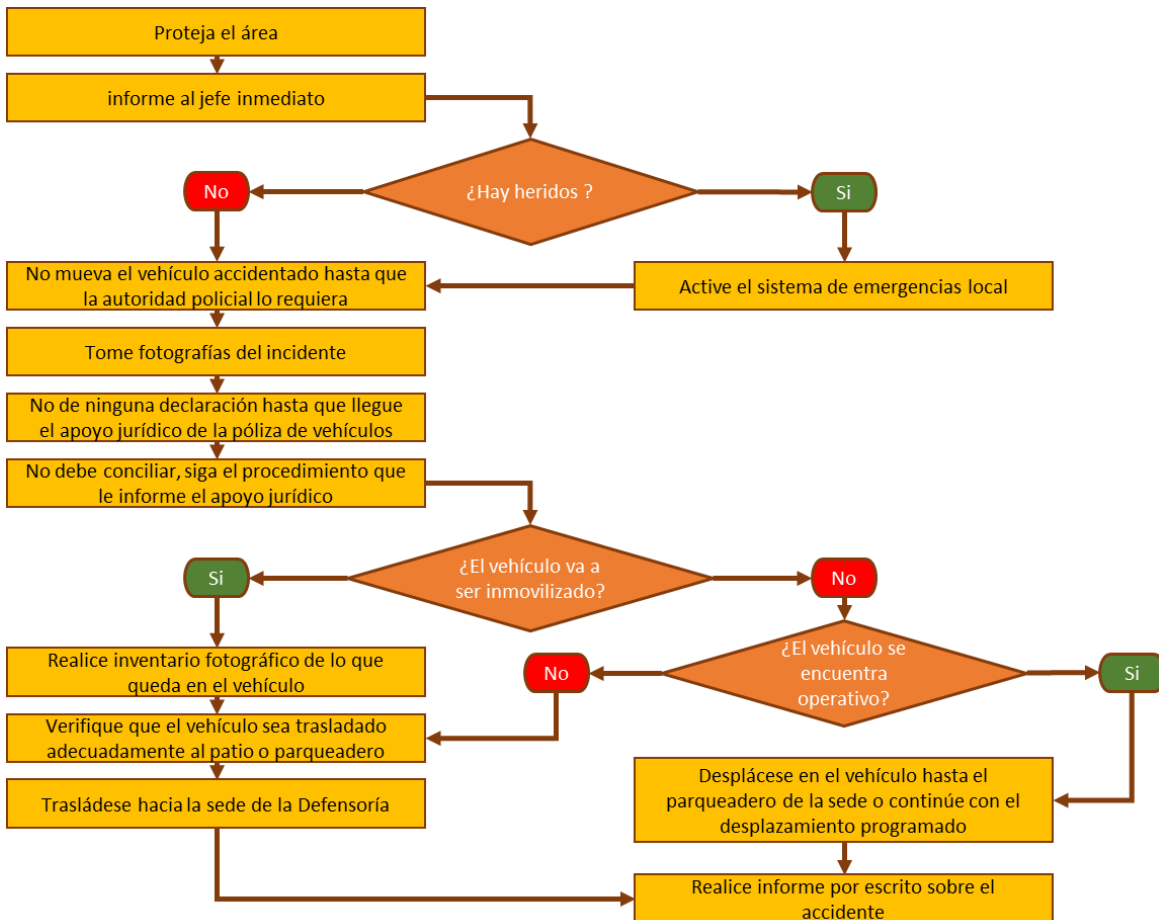 Proteja el área
informe al jefe inmediato
¿Hay heridos ?
No
Si
No mueva el vehículo accidentado hasta que
la autoridad policial lo requiera
Active el sistema de emergencias local
Tome fotografías del incidente
No de ninguna declaración hasta que llegue
el apoyo jurídico de la póliza de vehículos
No debe conciliar, siga el procedimiento que
le informe el apoyo jurídico
¿El vehículo va a
ser inmovilizado?
Si
No
Realice inventario fotográfico de lo que
queda en el vehículo
¿El vehículo se
encuentra
operativo?
No
Si
Verifique que el vehículo sea trasladado
adecuadamente al patio o parqueadero
Trasládese hacia la sede de la Defensoría
Desplácese en el vehículo hasta el
parqueadero de la sede o continúe con el
desplazamiento programado
Realice informe por escrito sobre el
accidente